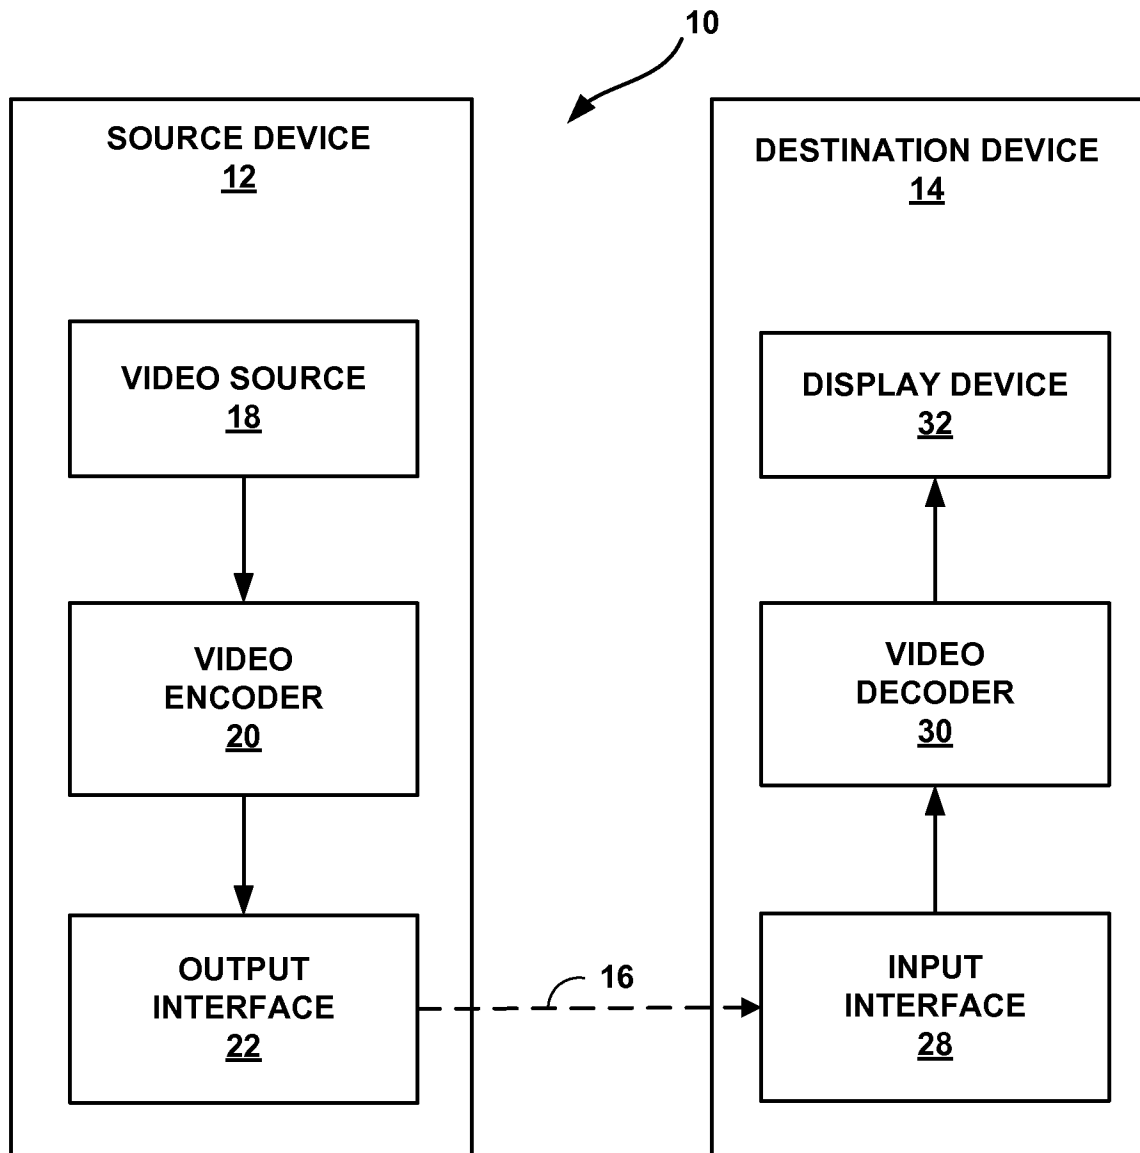 10
SOURCE DEVICE
12
VIDEO SOURCE
18
VIDEO
ENCODER
20
OUTPUT
INTERFACE
22
16
DESTINATION DEVICE
14
DISPLAY DEVICE
32
VIDEO
DECODER
30
INPUT
INTERFACE
28